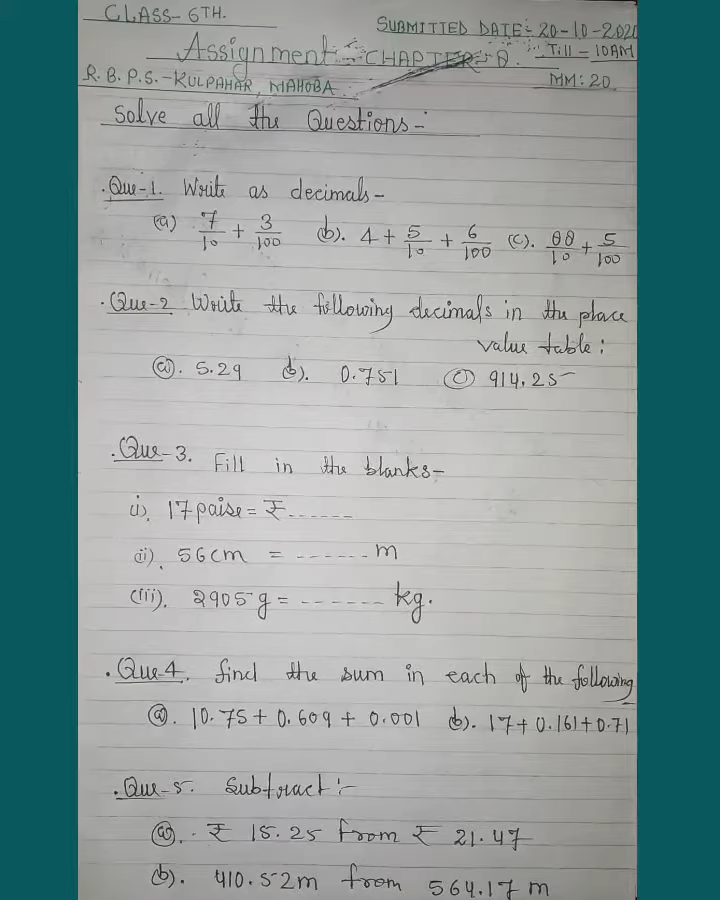 CLASS- 6TH.
SUBMITTED DATE:- 20-10-2020
Assignment :- CHAPTER-8. Till = 10AM
R.B.P.S.-KULPAHAR, MAHOBA. MM:20.
Solve all the Questions:-
.Que-1. Write as decimals-
(a) 7/10 + 3/100 (b). 4 + 5/10 + 6/100 (c). 88/10 + 5/100
.Que-2 Write the following decimals in the place
value table:
(a). 5.29 (b). 0.751 (c) 914.25
.Que-3. Fill in the blanks-
(i). 17 paise = ₹......
(ii). 56 cm = ------- m
(iii). 2905 g = ------- kg.
.Que-4. find the sum in each of the following
(a). 10.75 + 0.609 + 0.001 (b). 17 + 0.161 + 0.71
.Que-5. Subtract:-
(a). ₹ 15.25 from ₹ 21.47
(b). 410.52m from 564.17 m